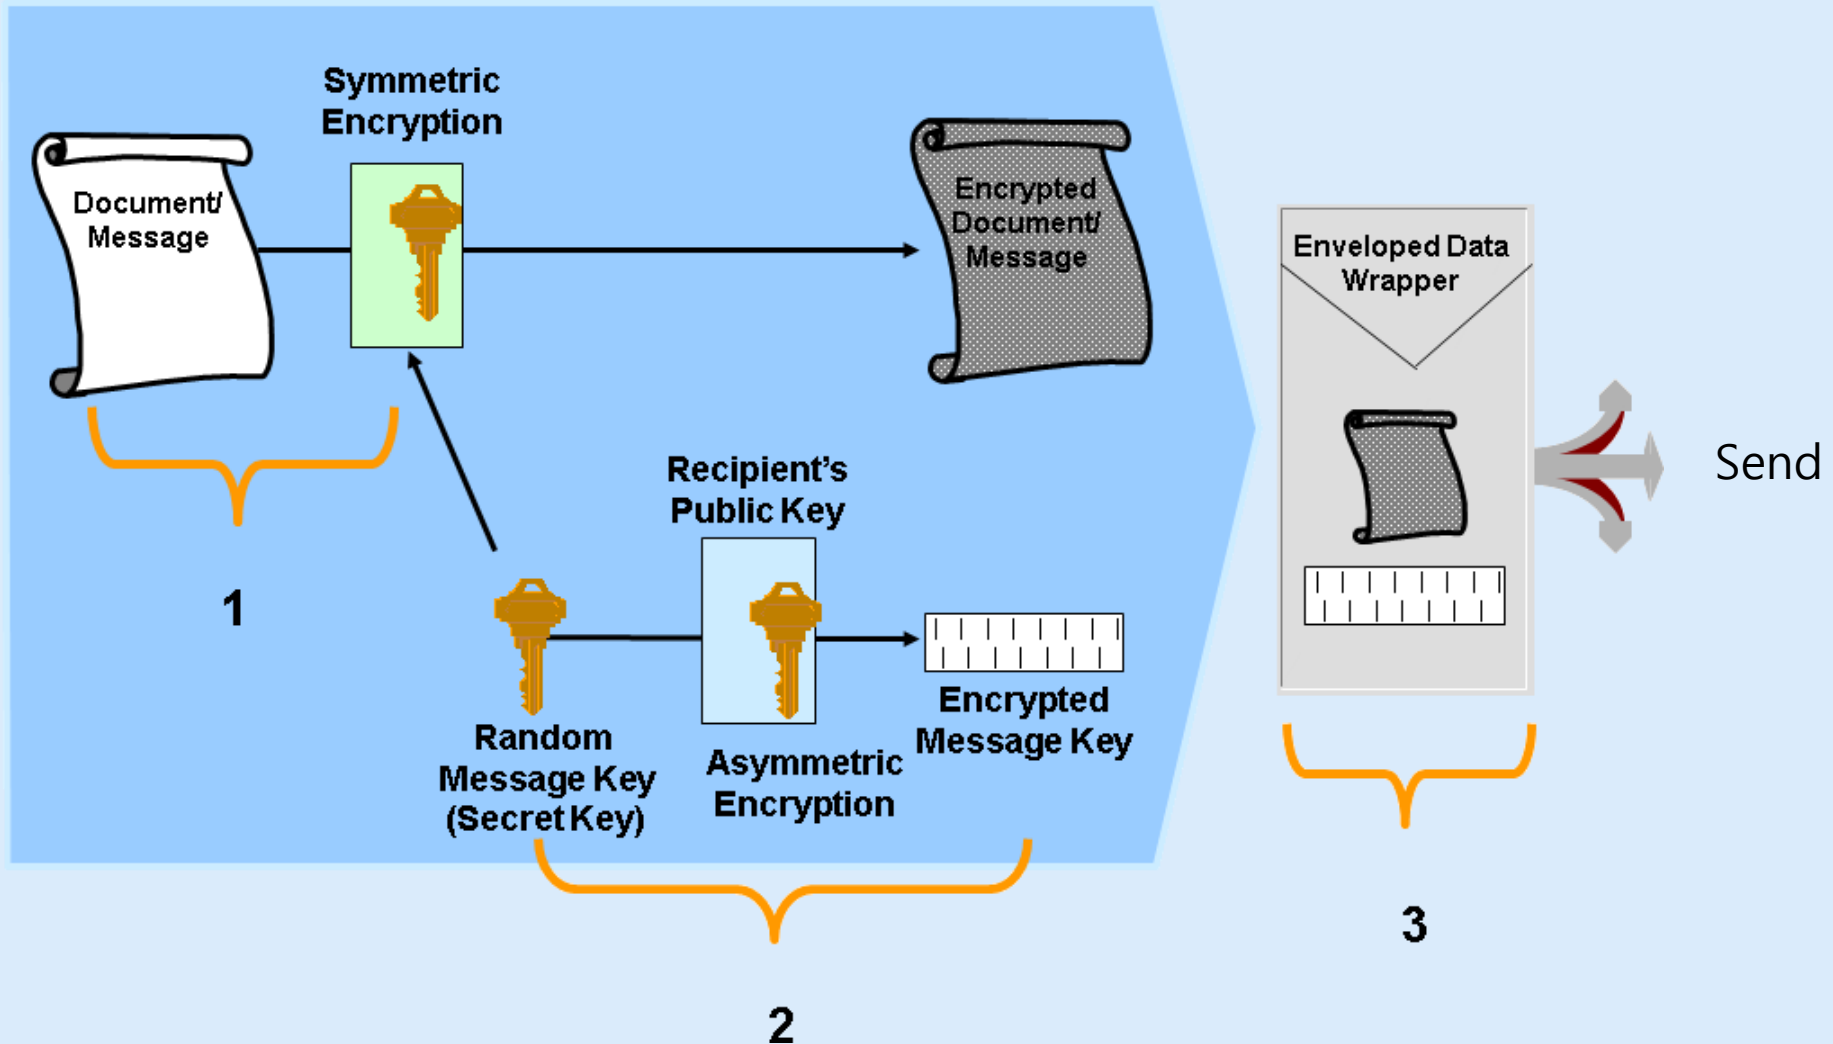 Symmetric
Encryption
Document/
Message
Encrypted
Document/
Message
Enveloped Data
Wrapper
Send
Recipient’s
Public Key
1
Random
Message Key
(Secret Key)
Asymmetric
Encryption
Encrypted
Message Key
2
3